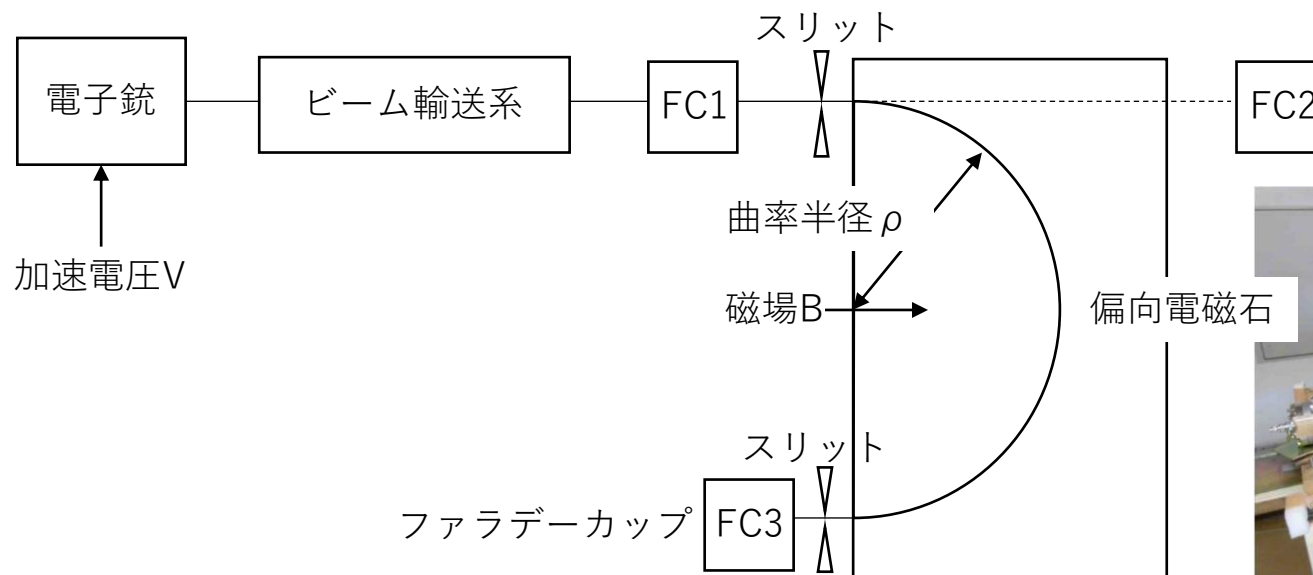 スリット
電子銃
ビーム輸送系
FC1
FC2
曲率半径ρ
加速電圧V
磁場B
偏向電磁石
スリット
ファラデーカップ
FC3